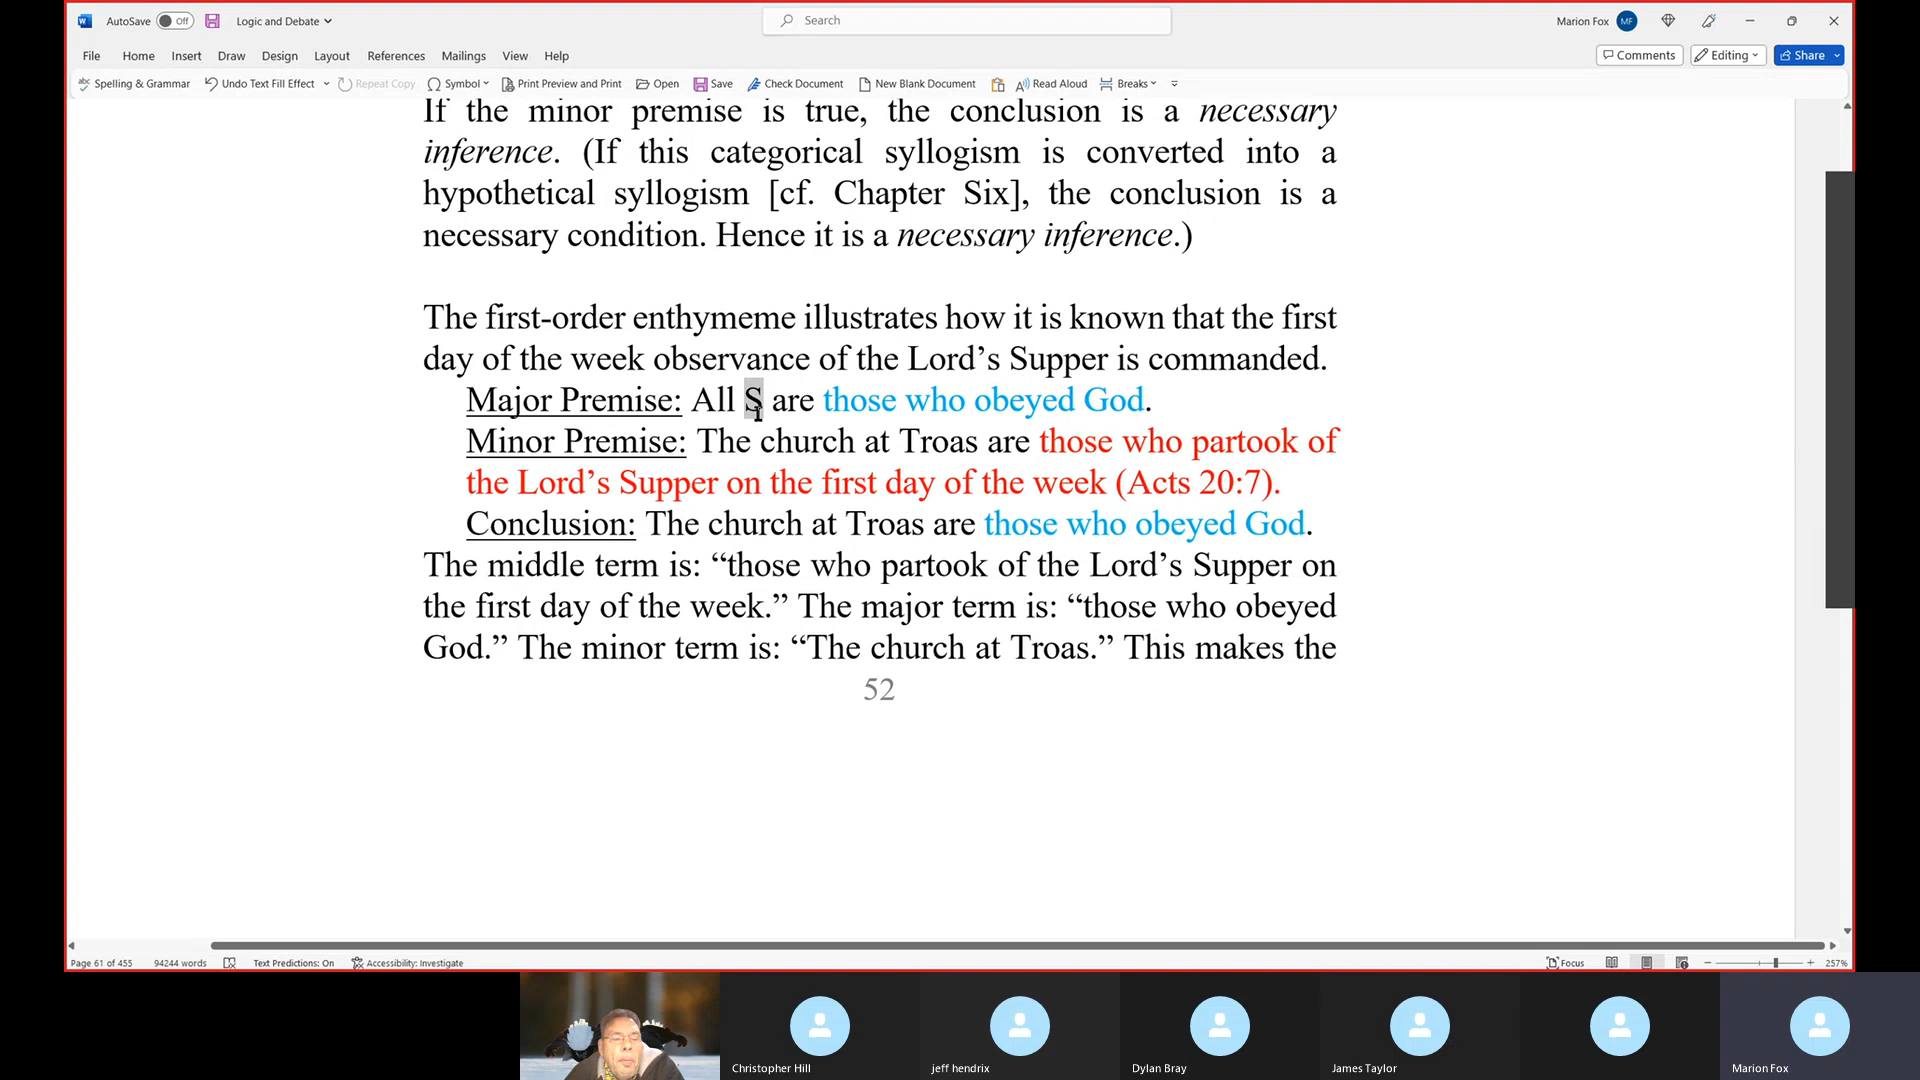 AutoSave Off Logic and Debate Search Marion Fox MF
File Home Insert Draw Design Layout References Mailings View Help Comments Editing Share
Spelling & Grammar Undo Text Fill Effect Repeat Copy Symbol Print Preview and Print Open Save Check Document New Blank Document Read Aloud Breaks
If the minor premise is true, the conclusion is a necessary
inference. (If this categorical syllogism is converted into a
hypothetical syllogism [cf. Chapter Six], the conclusion is a
necessary condition. Hence it is a necessary inference.)
The first-order enthymeme illustrates how it is known that the first
day of the week observance of the Lord’s Supper is commanded.
Major Premise: All S are those who obeyed God.
Minor Premise: The church at Troas are those who partook of
the Lord’s Supper on the first day of the week (Acts 20:7).
Conclusion: The church at Troas are those who obeyed God.
The middle term is: “those who partook of the Lord’s Supper on
the first day of the week.” The major term is: “those who obeyed
God.” The minor term is: “The church at Troas.” This makes the
52
Page 61 of 455 94244 words Text Predictions: On Accessibility: Investigate Focus 257%
Christopher Hill jeff hendrix Dylan Bray James Taylor Marion Fox